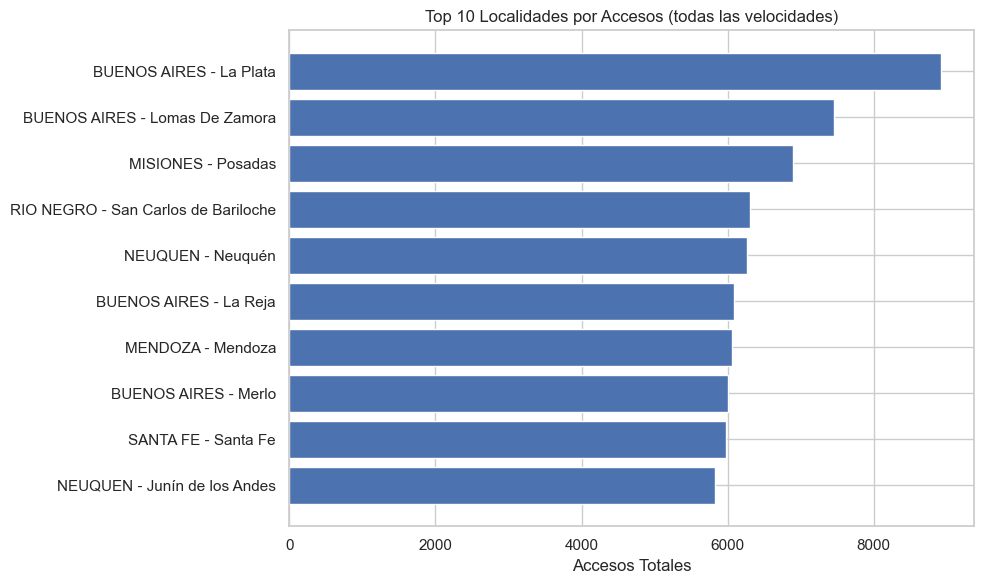 Top 10 Localidades por Accesos (todas las velocidades)
BUENOS AIRES - La Plata
BUENOS AIRES - Lomas De Zamora
MISIONES - Posadas
RIO NEGRO - San Carlos de Bariloche
NEUQUEN - Neuquén
BUENOS AIRES - La Reja
MENDOZA - Mendoza
BUENOS AIRES - Merlo
SANTA FE - Santa Fe
NEUQUEN - Junín de los Andes
0 2000 4000 6000 8000
Accesos Totales